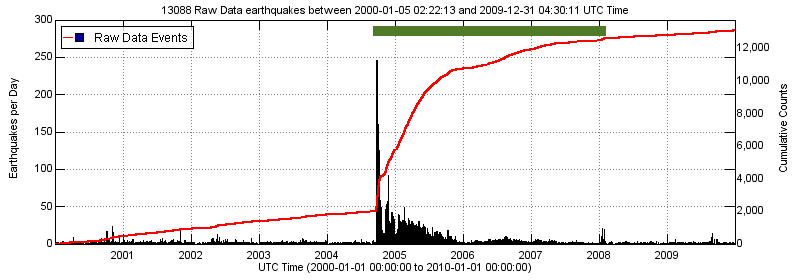 13088 Raw Data earthquakes between 2000-01-05 02:22:13 and 2009-12-31 04:30:11 UTC Time
Raw Data Events
Earthquakes per Day
300
250
200
150
100
50
0
12,000
10,000
8,000
6,000
4,000
2,000
0
Cumulative Counts
2001 2002 2003 2004 2005 2006 2007 2008 2009
UTC Time (2000-01-01 00:00:00 to 2010-01-01 00:00:00)